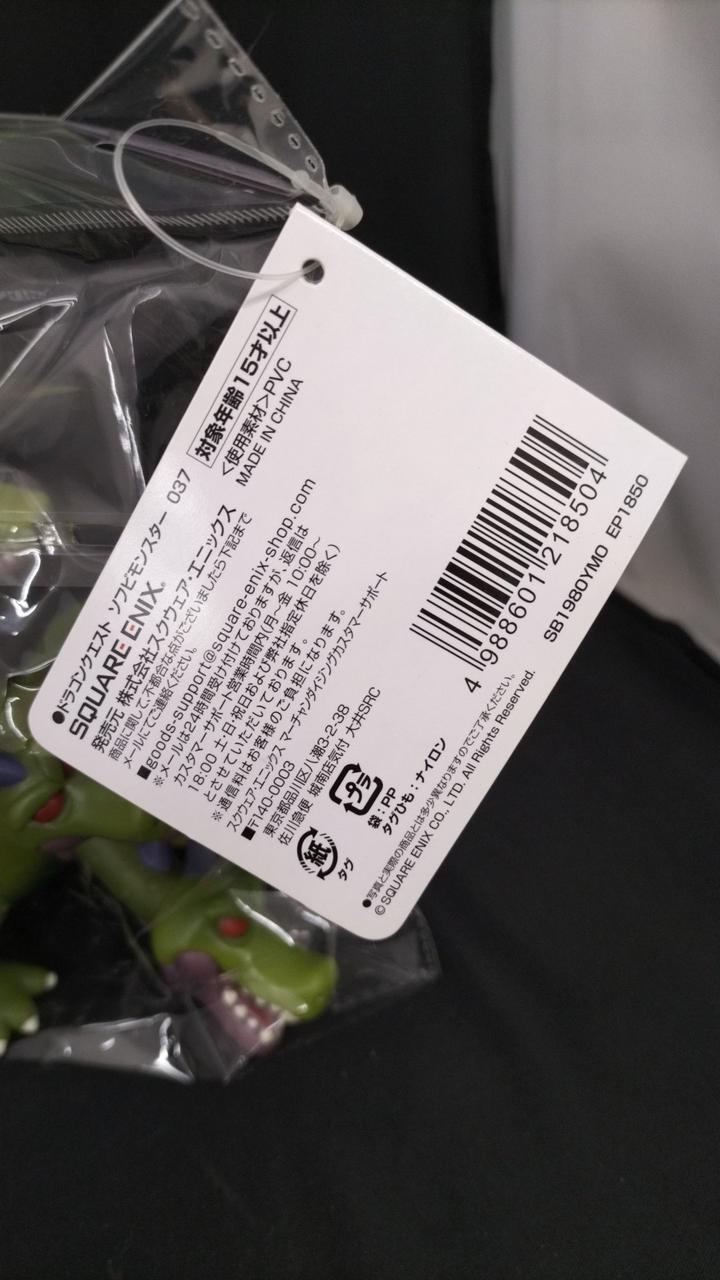 ●ドラゴンクエスト ソフビモンスター 037
SQUARE ENIX®
発売元 株式会社スクウェア・エニックス
商品に関して、不都合な点がございましたら下記まで
メールにてご連絡ください。
■goods-support@square-enix-shop.com
※メールは24時間受け付けておりますが、返信は
カスタマーサポート営業時間内(月~金 10:00~
18:00 土日・祝日および弊社指定休日を除く)
とさせていただいております。
※通信料はお客様のご負担になります。
スクウェア・エニックス マーチャンダイジングカスタマーサポート
■〒140-0003
東京都品川区八潮3-2-38
佐川急便 城南店気付 大井SRC
対象年齢15才以上
<使用素材>PVC
MADE IN CHINA
紙
タグ
プラ
袋:PP
タグひも:ナイロン
●写真と実際の商品とは多少異なりますのでご了承ください。
© SQUARE ENIX CO., LTD. All Rights Reserved.
4 988601 218504
SB1980YMO EP1850